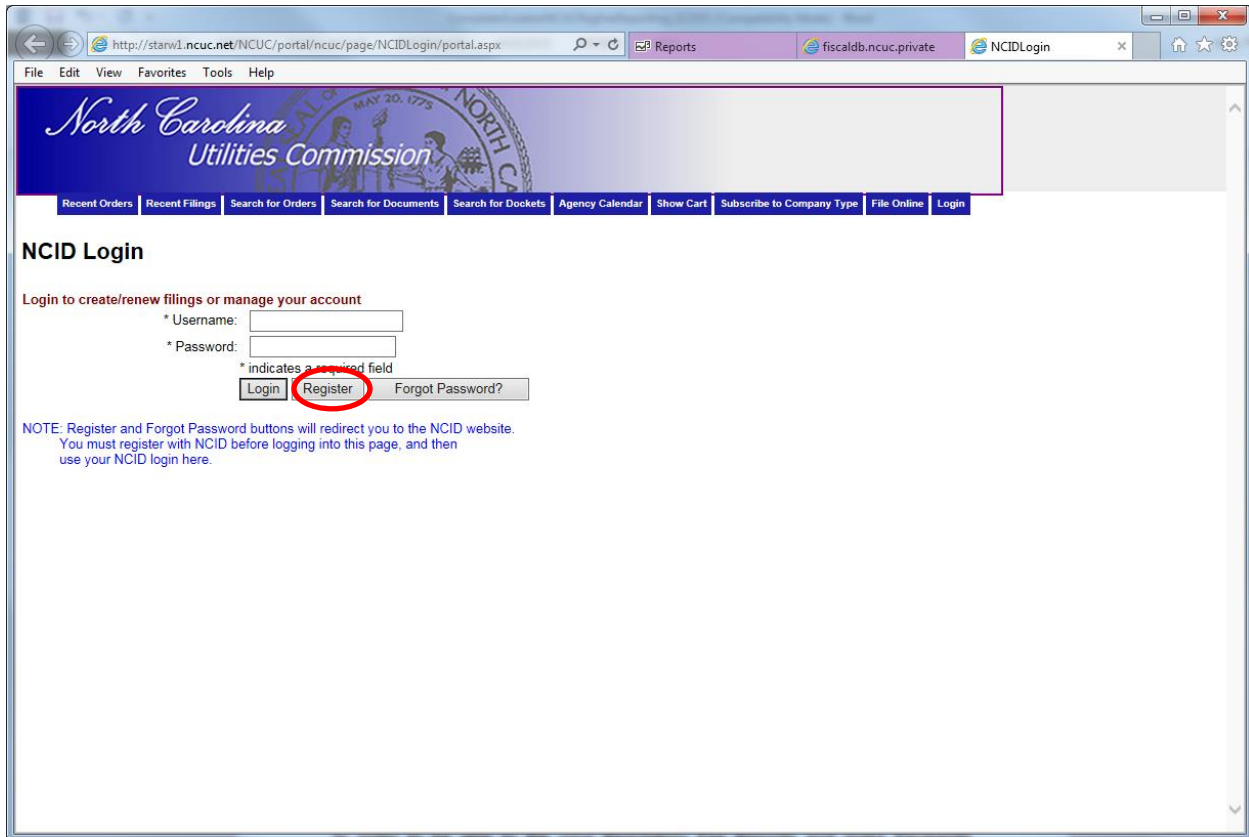 http://starw1.ncuc.net/NCUC/portal/ncuc/page/NCIDLogin/portal.aspx Reports fiscaldb.ncuc.private NCIDLogin
File Edit View Favorites Tools Help
North Carolina
Utilities Commission
MAY 20, 1775
Recent Orders Recent Filings Search for Orders Search for Documents Search for Dockets Agency Calendar Show Cart Subscribe to Company Type File Online Login
NCID Login
Login to create/renew filings or manage your account
* Username:
* Password:
* indicates a required field
Login Register Forgot Password?
NOTE: Register and Forgot Password buttons will redirect you to the NCID website.
You must register with NCID before logging into this page, and then
use your NCID login here.